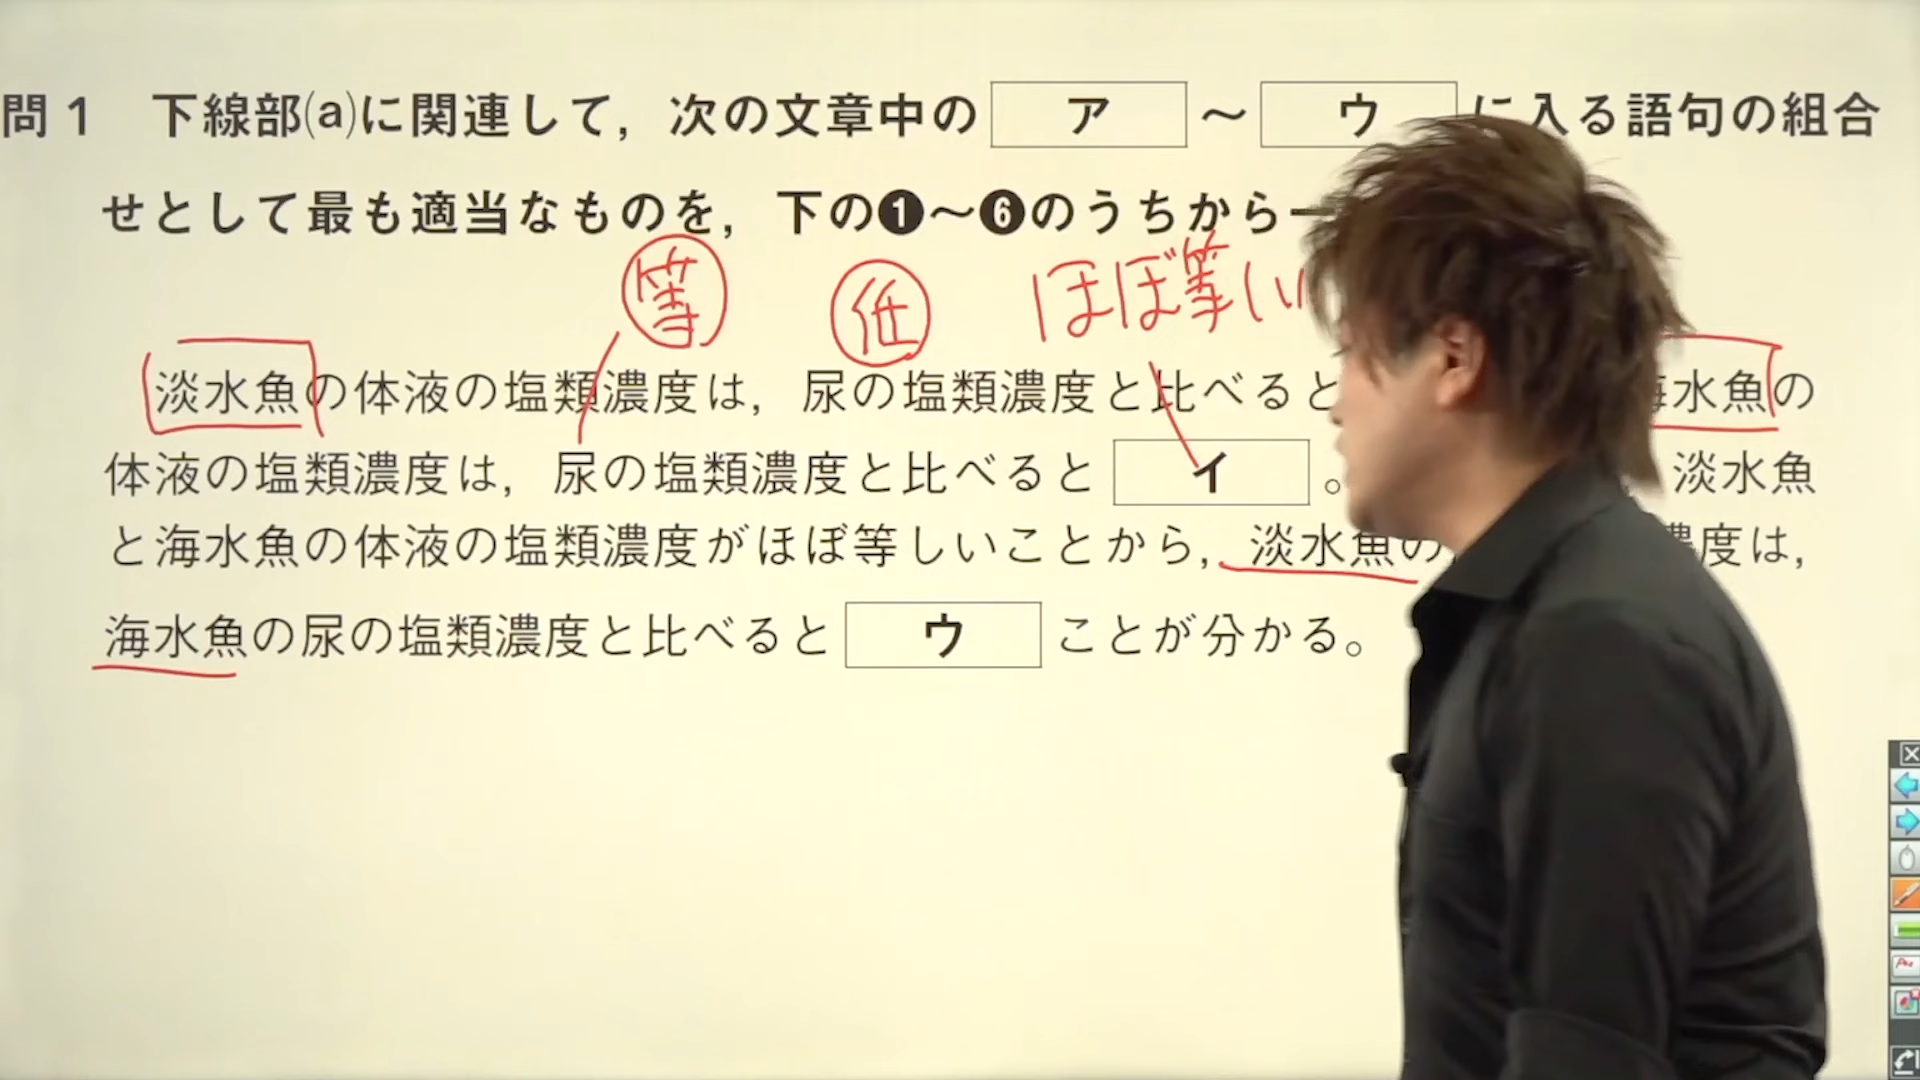 問1 下線部(a)に関連して,次の文章中の ア 〜 ウ に入る語句の組合
せとして最も適当なものを,下の❶〜❻のうちから一
等 低 ほぼ等しい
淡水魚の体液の塩類濃度は,尿の塩類濃度と比べると 海水魚の
体液の塩類濃度は,尿の塩類濃度と比べると イ 。 淡水魚
と海水魚の体液の塩類濃度がほぼ等しいことから,淡水魚の 濃度は,
海水魚の尿の塩類濃度と比べると ウ ことが分かる。